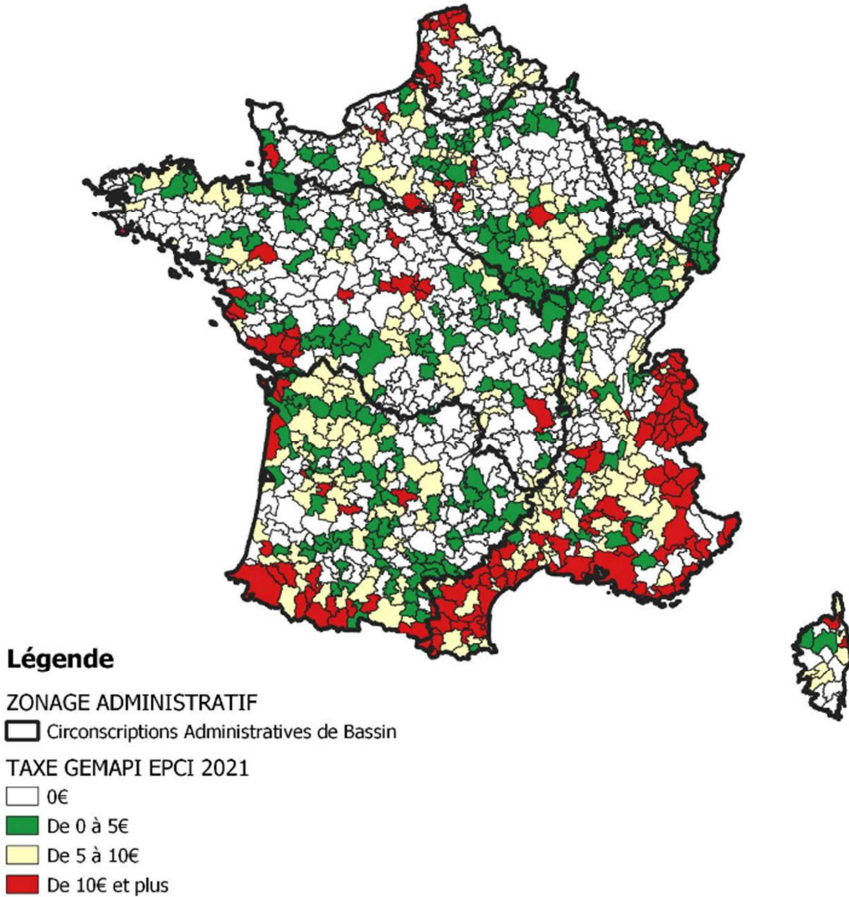 Légende
ZONAGE ADMINISTRATIF
Circonscriptions Administratives de Bassin
TAXE GEMAPI EPCI 2021
0€
De 0 à 5€
De 5 à 10€
De 10€ et plus